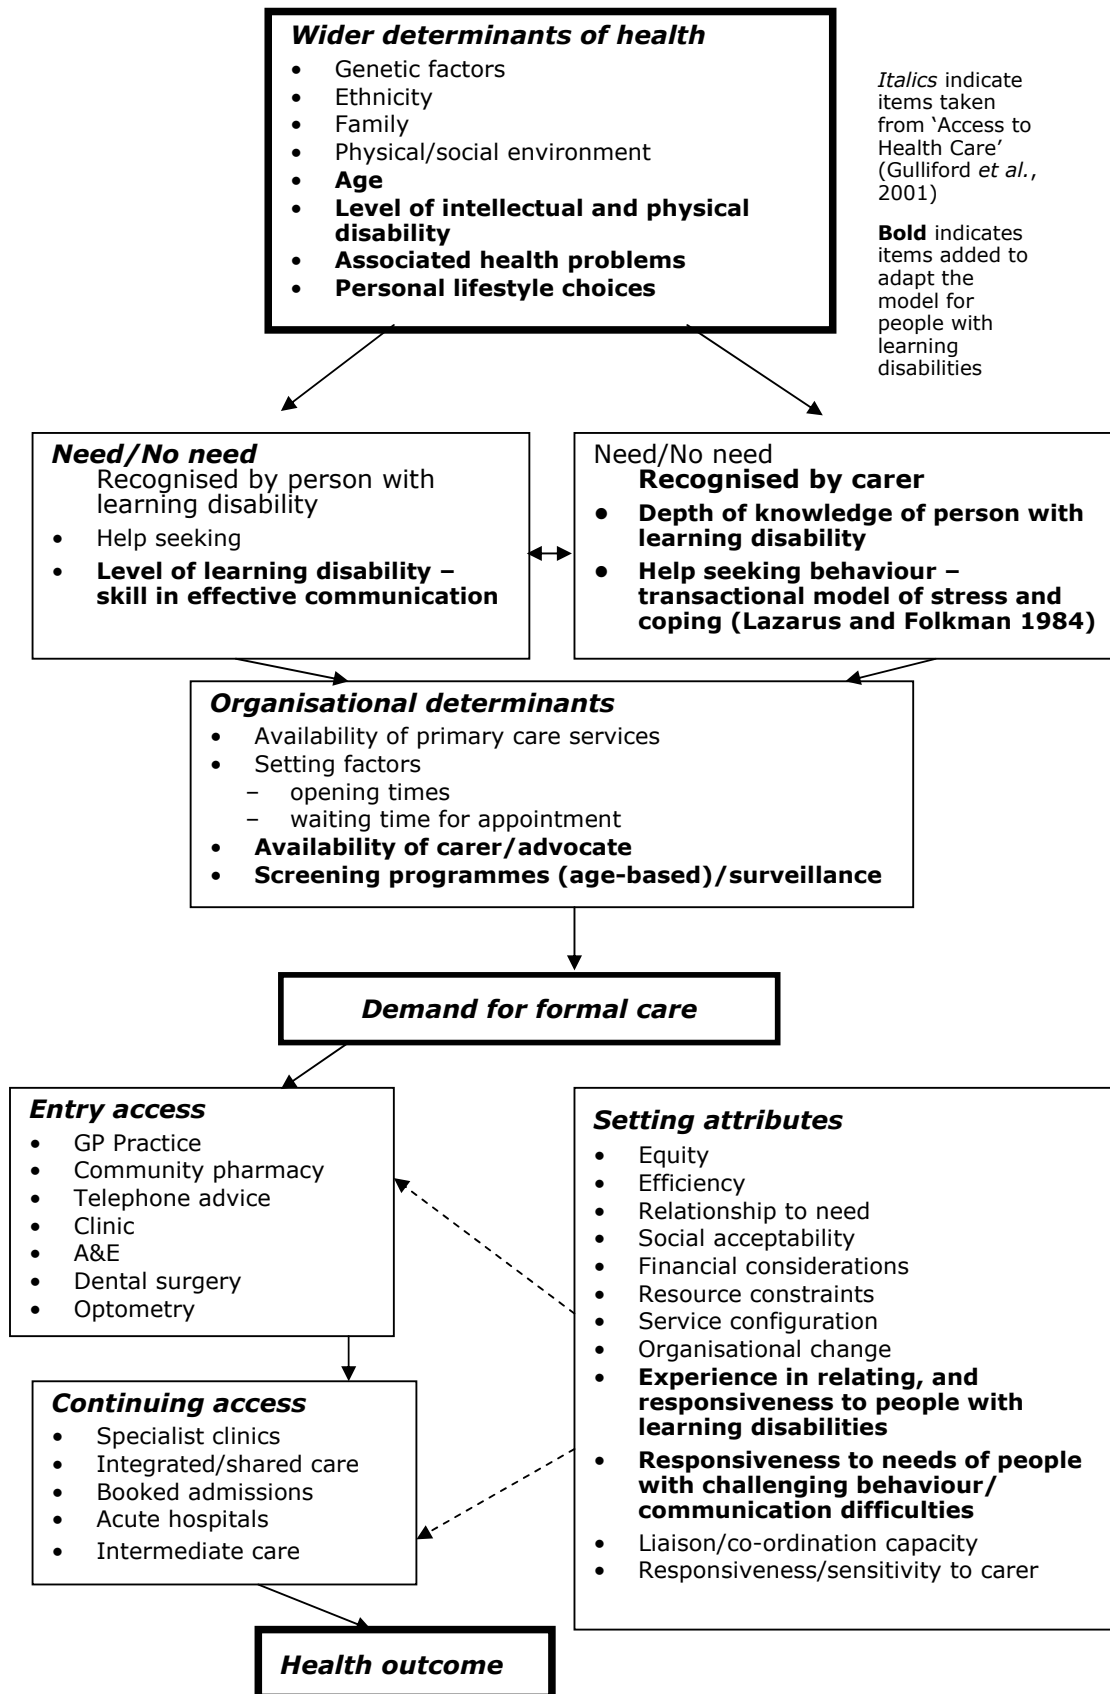 Wider determinants of health
• Genetic factors
• Ethnicity
• Family
• Physical/social environment
• Age
• Level of intellectual and physical
disability
• Associated health problems
• Personal lifestyle choices
Italics indicate
items taken
from ‘Access to
Health Care’
(Gulliford et al.,
2001)
Bold indicates
items added to
adapt the
model for
people with
learning
disabilities
Need/No need
Recognised by person with
learning disability
• Help seeking
• Level of learning disability –
skill in effective communication
Need/No need
Recognised by carer
• Depth of knowledge of person with
learning disability
• Help seeking behaviour –
transactional model of stress and
coping (Lazarus and Folkman 1984)
Organisational determinants
• Availability of primary care services
• Setting factors
– opening times
– waiting time for appointment
• Availability of carer/advocate
• Screening programmes (age-based)/surveillance
Demand for formal care
Entry access
• GP Practice
• Community pharmacy
• Telephone advice
• Clinic
• A&E
• Dental surgery
• Optometry
Setting attributes
• Equity
• Efficiency
• Relationship to need
• Social acceptability
• Financial considerations
• Resource constraints
• Service configuration
• Organisational change
• Experience in relating, and
responsiveness to people with
learning disabilities
• Responsiveness to needs of people
with challenging behaviour/
communication difficulties
• Liaison/co-ordination capacity
• Responsiveness/sensitivity to carer
Continuing access
• Specialist clinics
• Integrated/shared care
• Booked admissions
• Acute hospitals
• Intermediate care
Health outcome